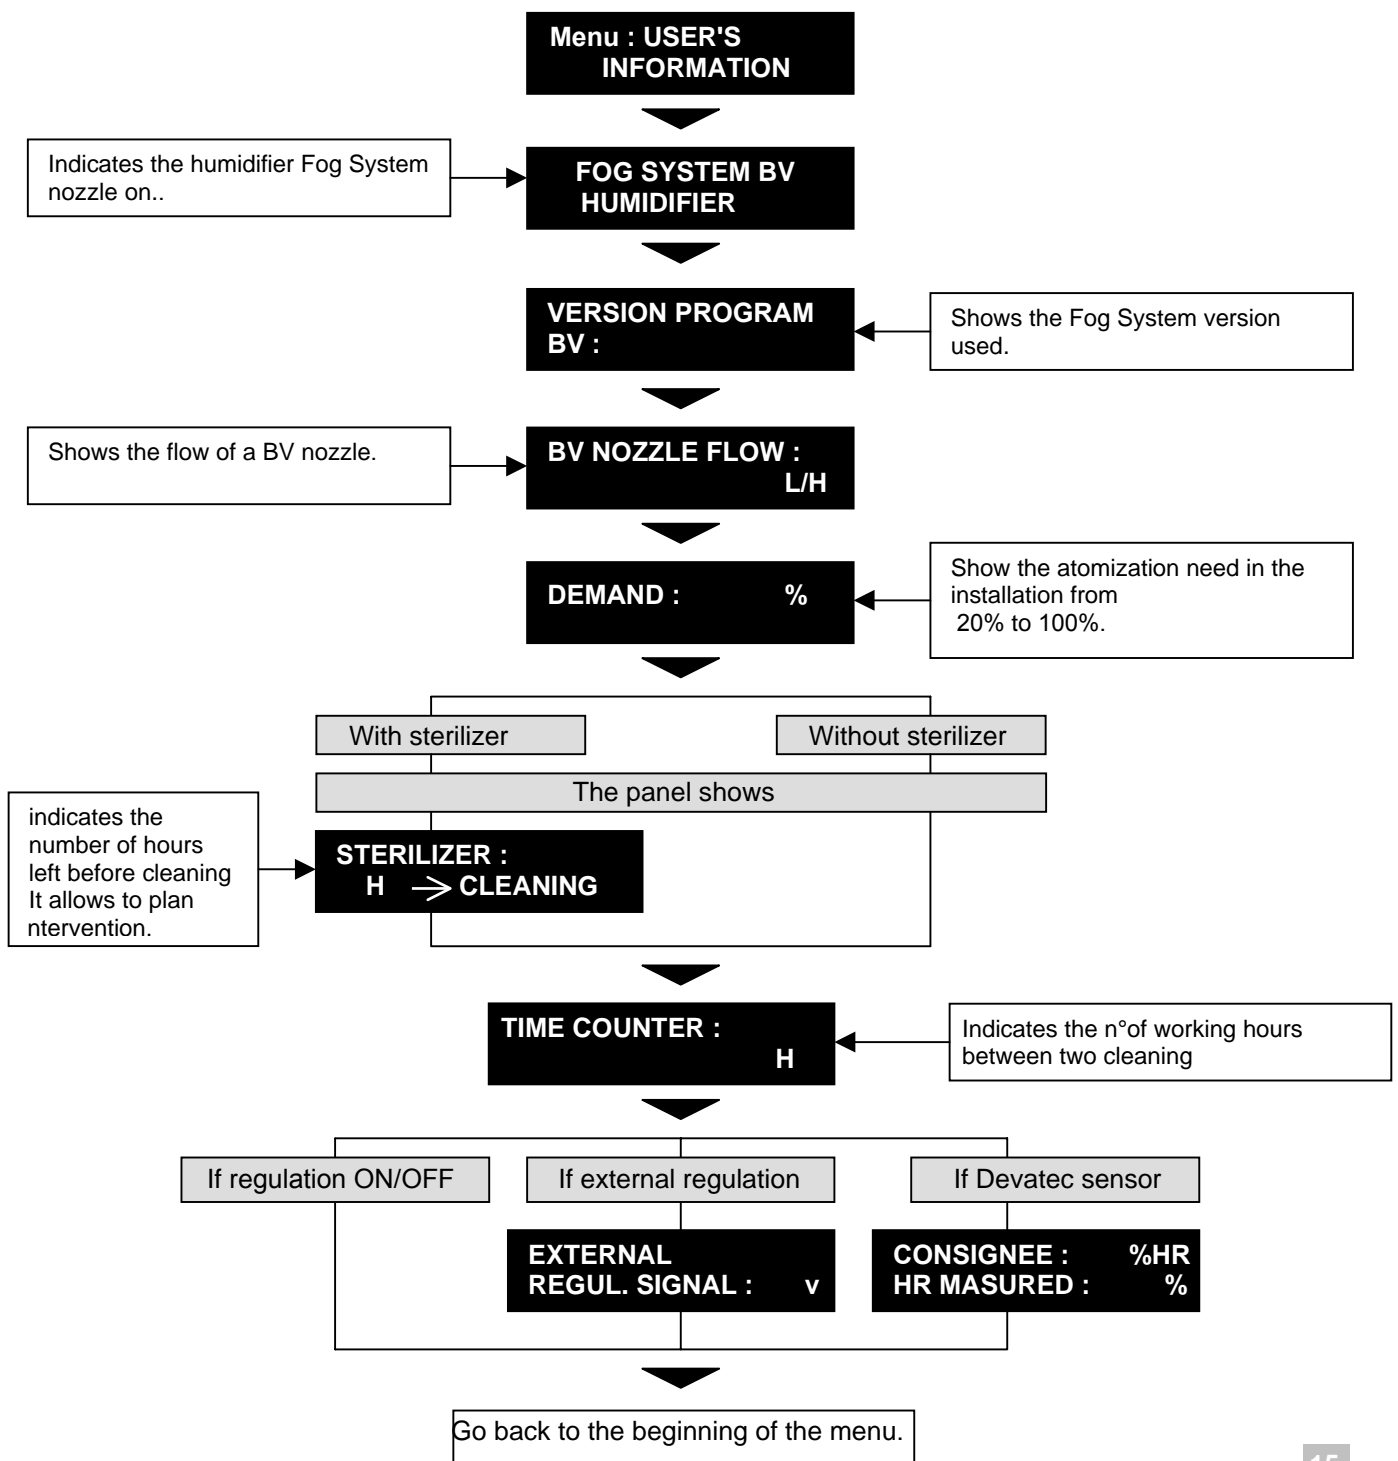 Menu : USER'S
INFORMATION
Indicates the humidifier Fog System
nozzle on..
FOG SYSTEM BV
HUMIDIFIER
VERSION PROGRAM
BV :
Shows the Fog System version
used.
Shows the flow of a BV nozzle.
BV NOZZLE FLOW :
L/H
DEMAND : %
Show the atomization need in the
installation from
20% to 100%.
With sterilizer
Without sterilizer
The panel shows
indicates the
number of hours
left before cleaning
It allows to plan
ntervention.
STERILIZER :
H → CLEANING
TIME COUNTER :
H
Indicates the n°of working hours
between two cleaning
If regulation ON/OFF
If external regulation
If Devatec sensor
EXTERNAL
REGUL. SIGNAL : v
CONSIGNEE : %HR
HR MASURED : %
Go back to the beginning of the menu.
15